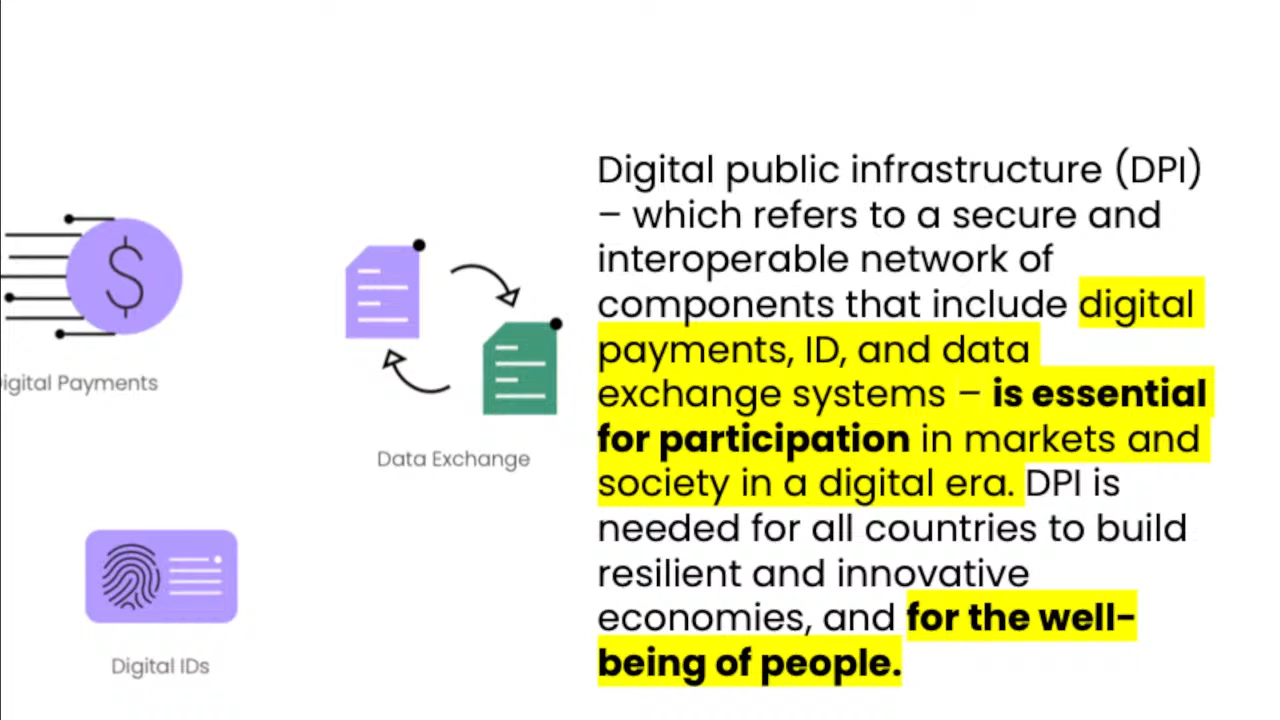 Digital public infrastructure (DPI)
– which refers to a secure and
interoperable network of
components that include digital
payments, ID, and data
exchange systems – is essential
for participation in markets and
society in a digital era. DPI is
needed for all countries to build
resilient and innovative
economies, and for the well-
being of people.
$
igital Payments
Data Exchange
Digital IDs